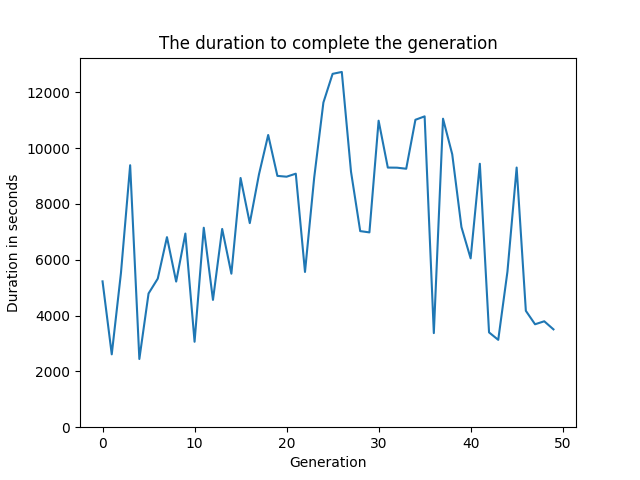 The duration to complete the generation
12000
10000
8000
6000
4000
2000
0
Duration in seconds
0 10 20 30 40 50
Generation